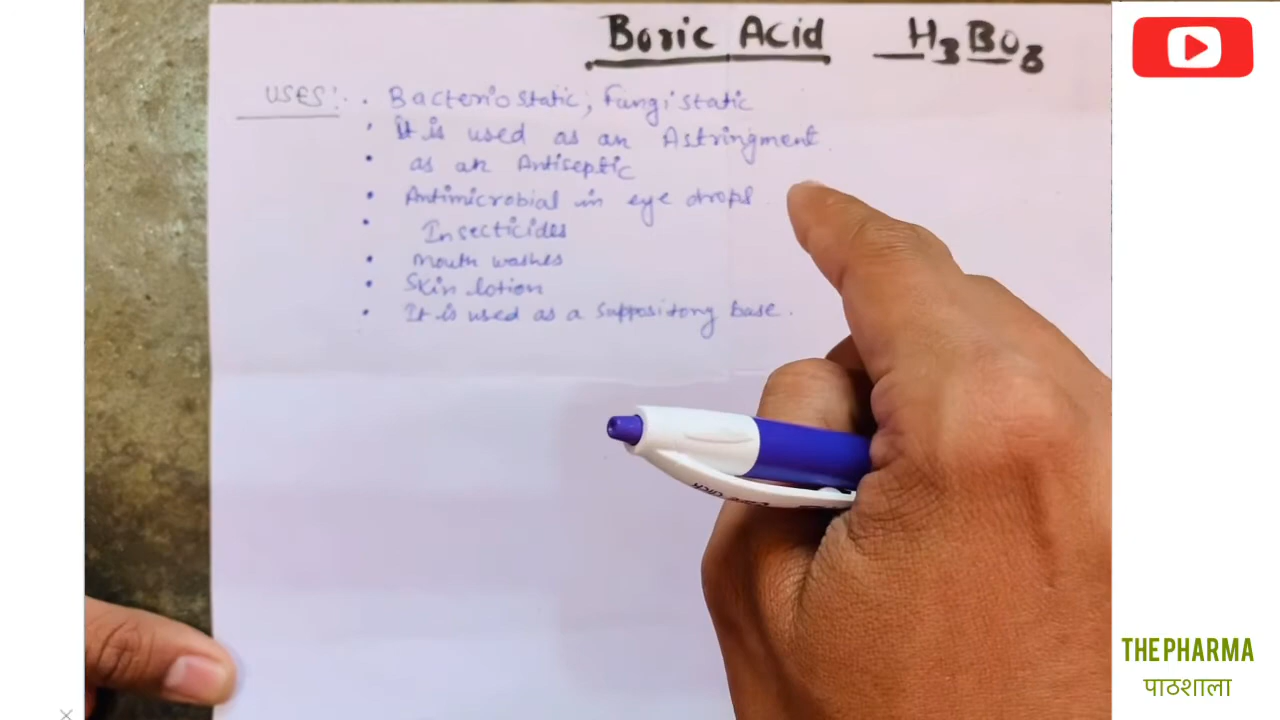 Boric Acid H3BO3
USES:- • Bacteriostatic, Fungistatic
• It is used as an Astringment.
• as an Antiseptic
• Antimicrobial in eye drops.
• Insecticides
• Mouth washes
• Skin lotion
• It is used as a suppository base.
THE PHARMA
पाठशाला